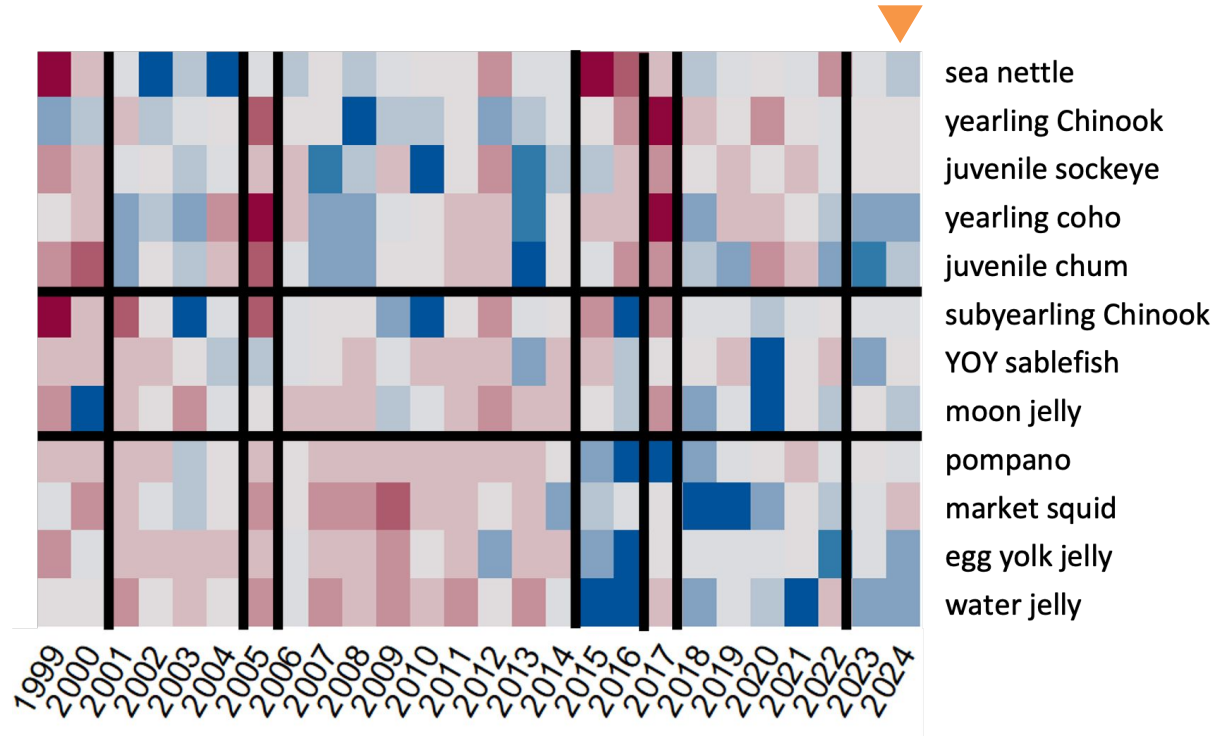 sea nettle
yearling Chinook
juvenile sockeye
yearling coho
juvenile chum
subyearling Chinook
YOY sablefish
moon jelly
pompano
market squid
egg yolk jelly
water jelly
1999
2000
2001
2002
2003
2004
2005
2006
2007
2008
2009
2010
2011
2012
2013
2014
2015
2016
2017
2018
2019
2020
2021
2022
2023
2024